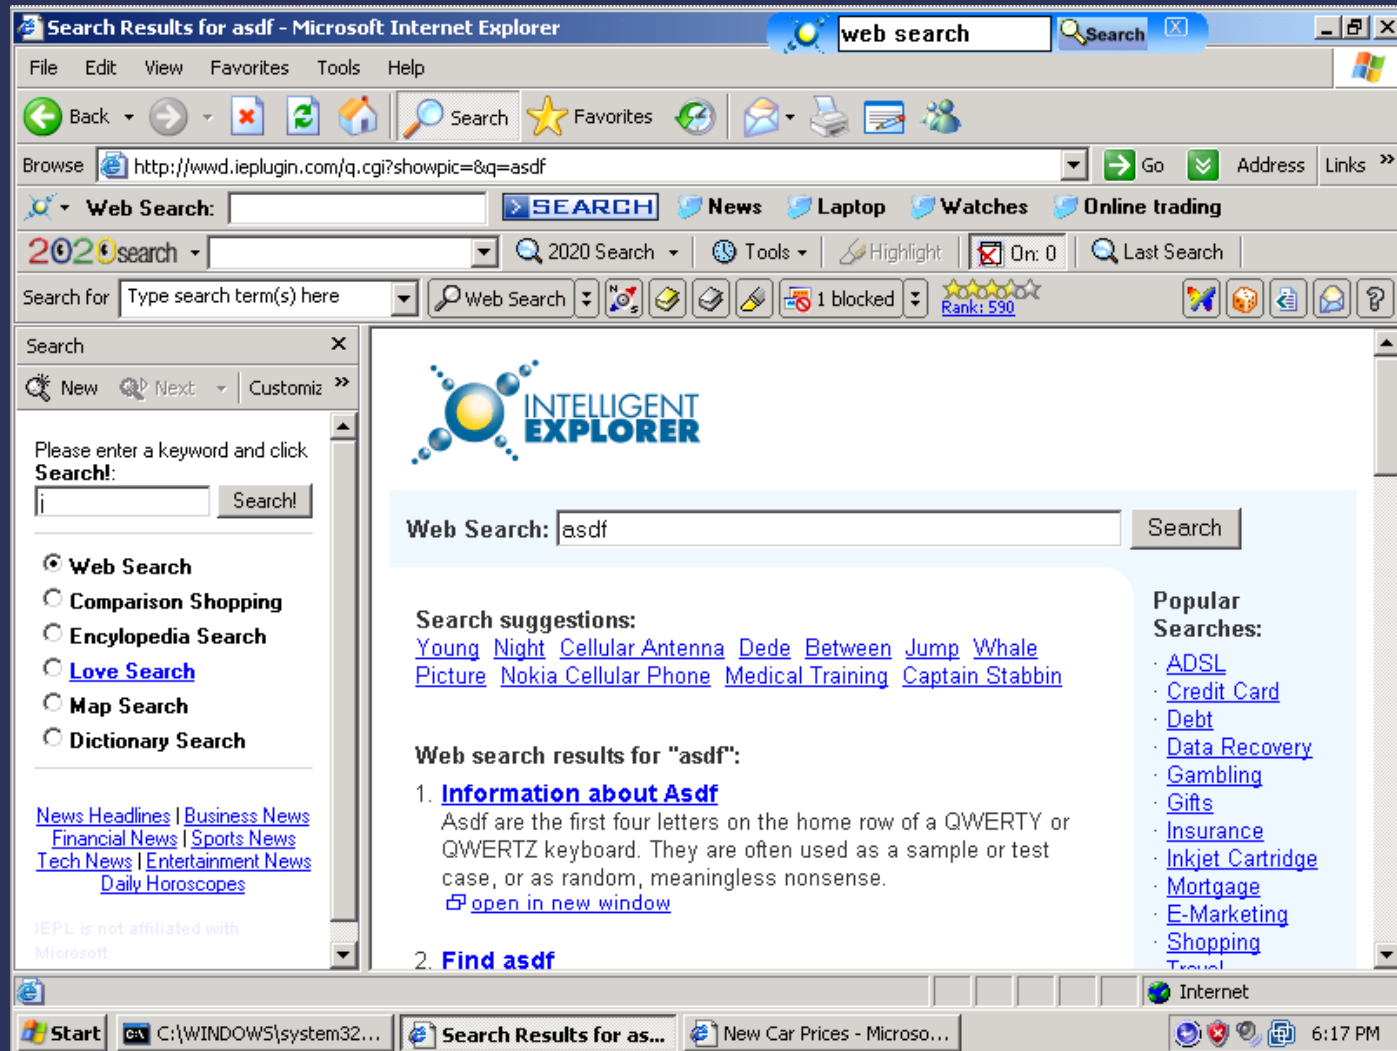 Search Results for asdf - Microsoft Internet Explorer
web search
Search
X
File Edit View Favorites Tools Help
Back Search Favorites
Browse http://wwd.ieplugin.com/q.cgi?showpic=&q=asdf Go Address Links »
Web Search: SEARCH News Laptop Watches Online trading
2020search 2020 Search Tools Highlight On: 0 Last Search
Search for Type search term(s) here Web Search 1 blocked Rank: 590
Search
New Next Customiz »
Please enter a keyword and click
Search!:
j Search!
Web Search
Comparison Shopping
Encylopedia Search
Love Search
Map Search
Dictionary Search
News Headlines | Business News
Financial News | Sports News
Tech News | Entertainment News
Daily Horoscopes
IEPL is not affiliated with
Microsoft
INTELLIGENT
EXPLORER
Web Search: asdf Search
Search suggestions:
Young Night Cellular Antenna Dede Between Jump Whale
Picture Nokia Cellular Phone Medical Training Captain Stabbin
Web search results for "asdf":
1. Information about Asdf
Asdf are the first four letters on the home row of a QWERTY or
QWERTZ keyboard. They are often used as a sample or test
case, or as random, meaningless nonsense.
open in new window
2. Find asdf
Popular
Searches:
· ADSL
· Credit Card
· Debt
· Data Recovery
· Gambling
· Gifts
· Insurance
· Inkjet Cartridge
· Mortgage
· E-Marketing
· Shopping
Travel
Internet
Start C:\WINDOWS\system32... Search Results for as... New Car Prices - Microso... 6:17 PM